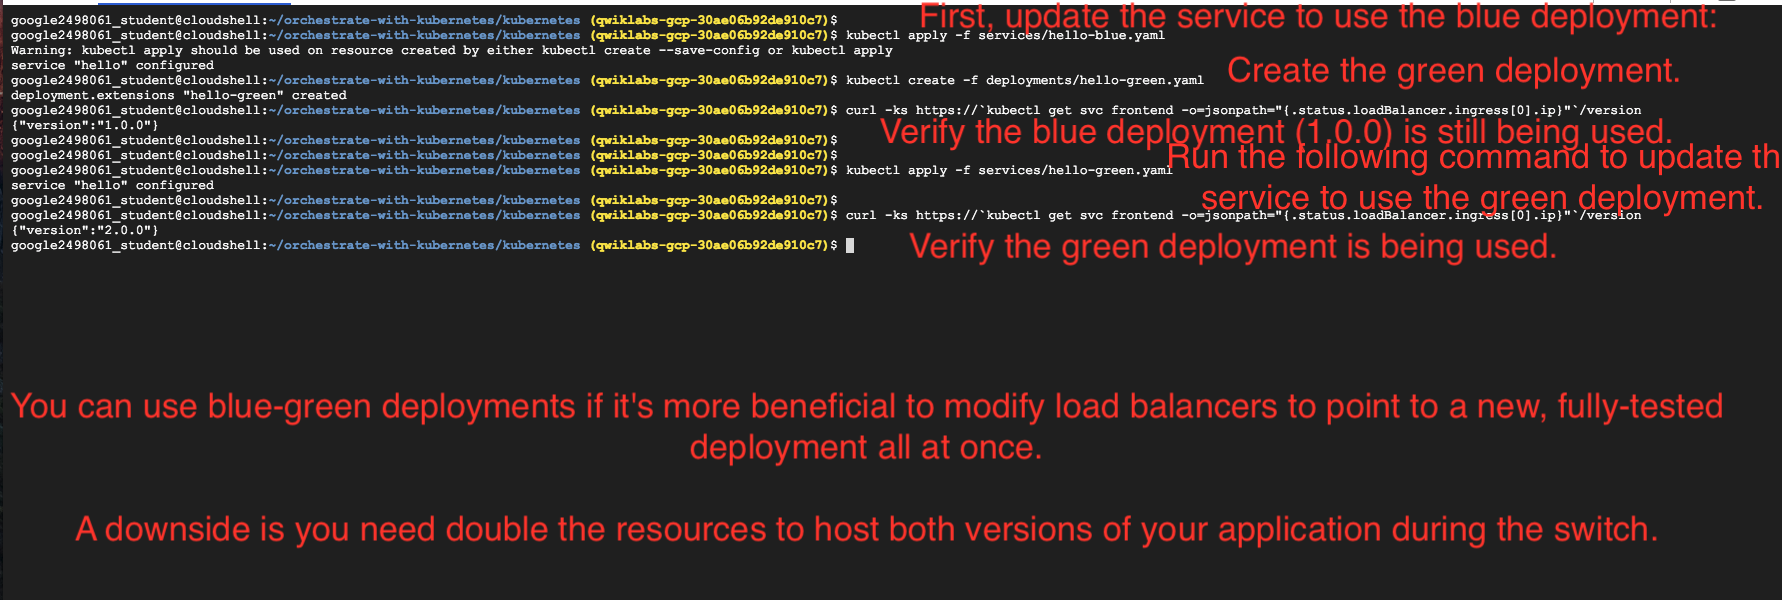 google2498061_student@cloudshell:~/orchestrate-with-kubernetes/kubernetes (qwiklabs-gcp-30ae06b92de910c7)$
First, update the service to use the blue deployment:
google2498061_student@cloudshell:~/orchestrate-with-kubernetes/kubernetes (qwiklabs-gcp-30ae06b92de910c7)$ kubectl apply -f services/hello-blue.yaml
Warning: kubectl apply should be used on resource created by either kubectl create --save-config or kubectl apply
service "hello" configured
google2498061_student@cloudshell:~/orchestrate-with-kubernetes/kubernetes (qwiklabs-gcp-30ae06b92de910c7)$ kubectl create -f deployments/hello-green.yaml
Create the green deployment.
deployment.extensions "hello-green" created
google2498061_student@cloudshell:~/orchestrate-with-kubernetes/kubernetes (qwiklabs-gcp-30ae06b92de910c7)$ curl -ks https://`kubectl get svc frontend -o=jsonpath="{.status.loadBalancer.ingress[0].ip}"`/version
{"version":"1.0.0"}
Verify the blue deployment (1.0.0) is still being used.
google2498061_student@cloudshell:~/orchestrate-with-kubernetes/kubernetes (qwiklabs-gcp-30ae06b92de910c7)$
google2498061_student@cloudshell:~/orchestrate-with-kubernetes/kubernetes (qwiklabs-gcp-30ae06b92de910c7)$
Run the following command to update th
google2498061_student@cloudshell:~/orchestrate-with-kubernetes/kubernetes (qwiklabs-gcp-30ae06b92de910c7)$ kubectl apply -f services/hello-green.yaml
service "hello" configured
service to use the green deployment.
google2498061_student@cloudshell:~/orchestrate-with-kubernetes/kubernetes (qwiklabs-gcp-30ae06b92de910c7)$
google2498061_student@cloudshell:~/orchestrate-with-kubernetes/kubernetes (qwiklabs-gcp-30ae06b92de910c7)$ curl -ks https://`kubectl get svc frontend -o=jsonpath="{.status.loadBalancer.ingress[0].ip}"`/version
{"version":"2.0.0"}
google2498061_student@cloudshell:~/orchestrate-with-kubernetes/kubernetes (qwiklabs-gcp-30ae06b92de910c7)$
Verify the green deployment is being used.
You can use blue-green deployments if it's more beneficial to modify load balancers to point to a new, fully-tested
deployment all at once.
A downside is you need double the resources to host both versions of your application during the switch.